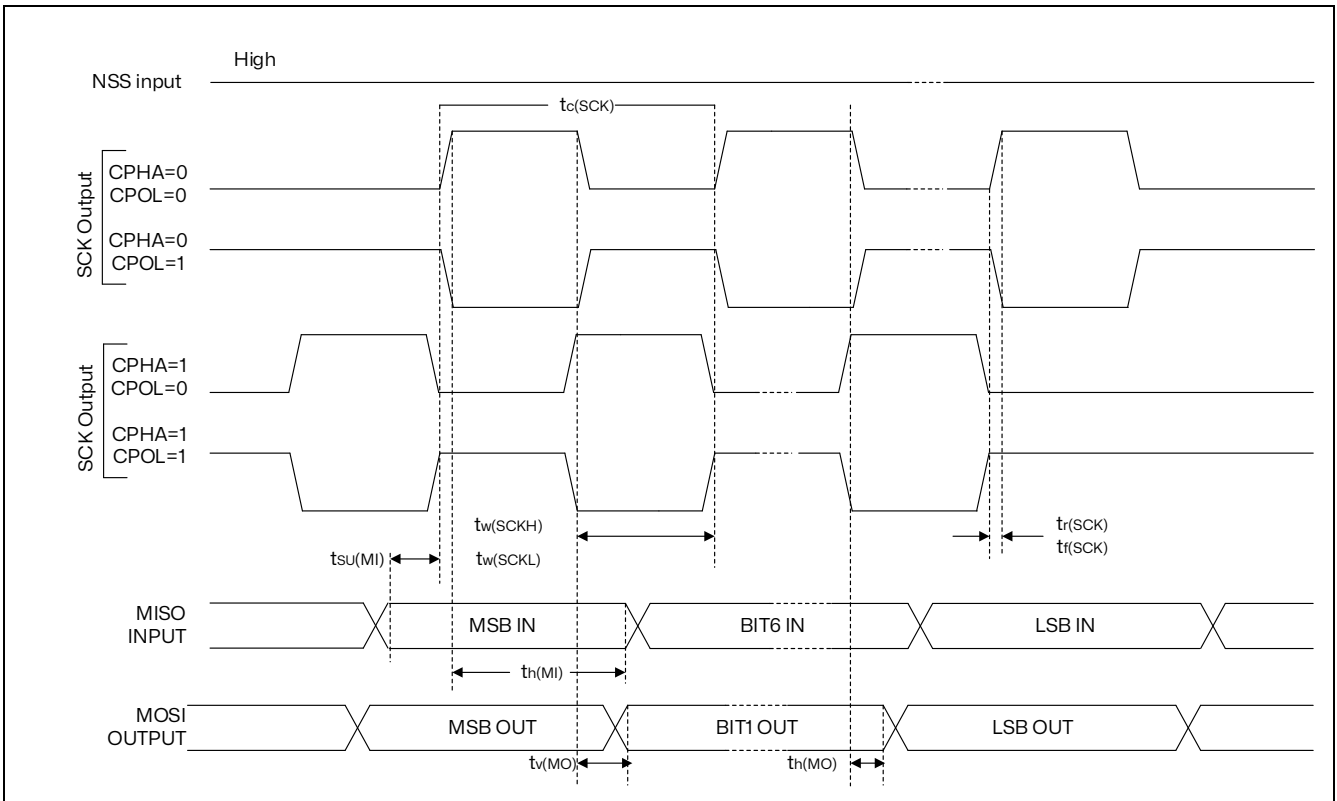 High
NSS input
tc(SCK)
SCK Output
CPHA=0
CPOL=0
CPHA=0
CPOL=1
SCK Output
CPHA=1
CPOL=0
CPHA=1
CPOL=1
tw(SCKH)
tw(SCKL)
tr(SCK)
tf(SCK)
tSU(MI)
MISO
INPUT
MSB IN
BIT6 IN
LSB IN
th(MI)
MOSI
OUTPUT
MSB OUT
BIT1 OUT
LSB OUT
tv(MO)
th(MO)